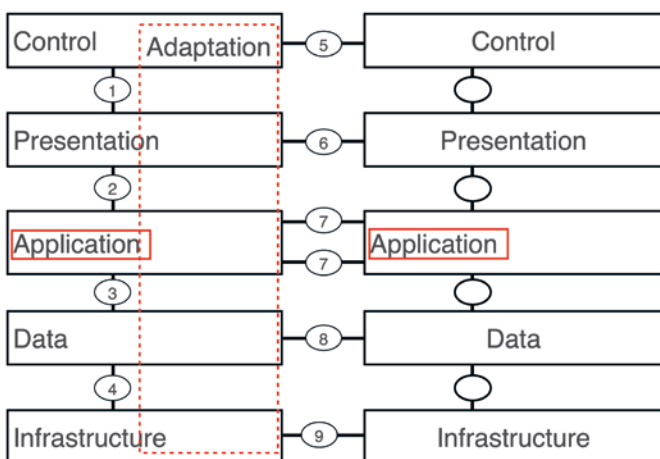 Control Adaptation 5 Control
1
Presentation 6 Presentation
2
7
Application Application
7
3
Data 8 Data
4
Infrastructure 9 Infrastructure